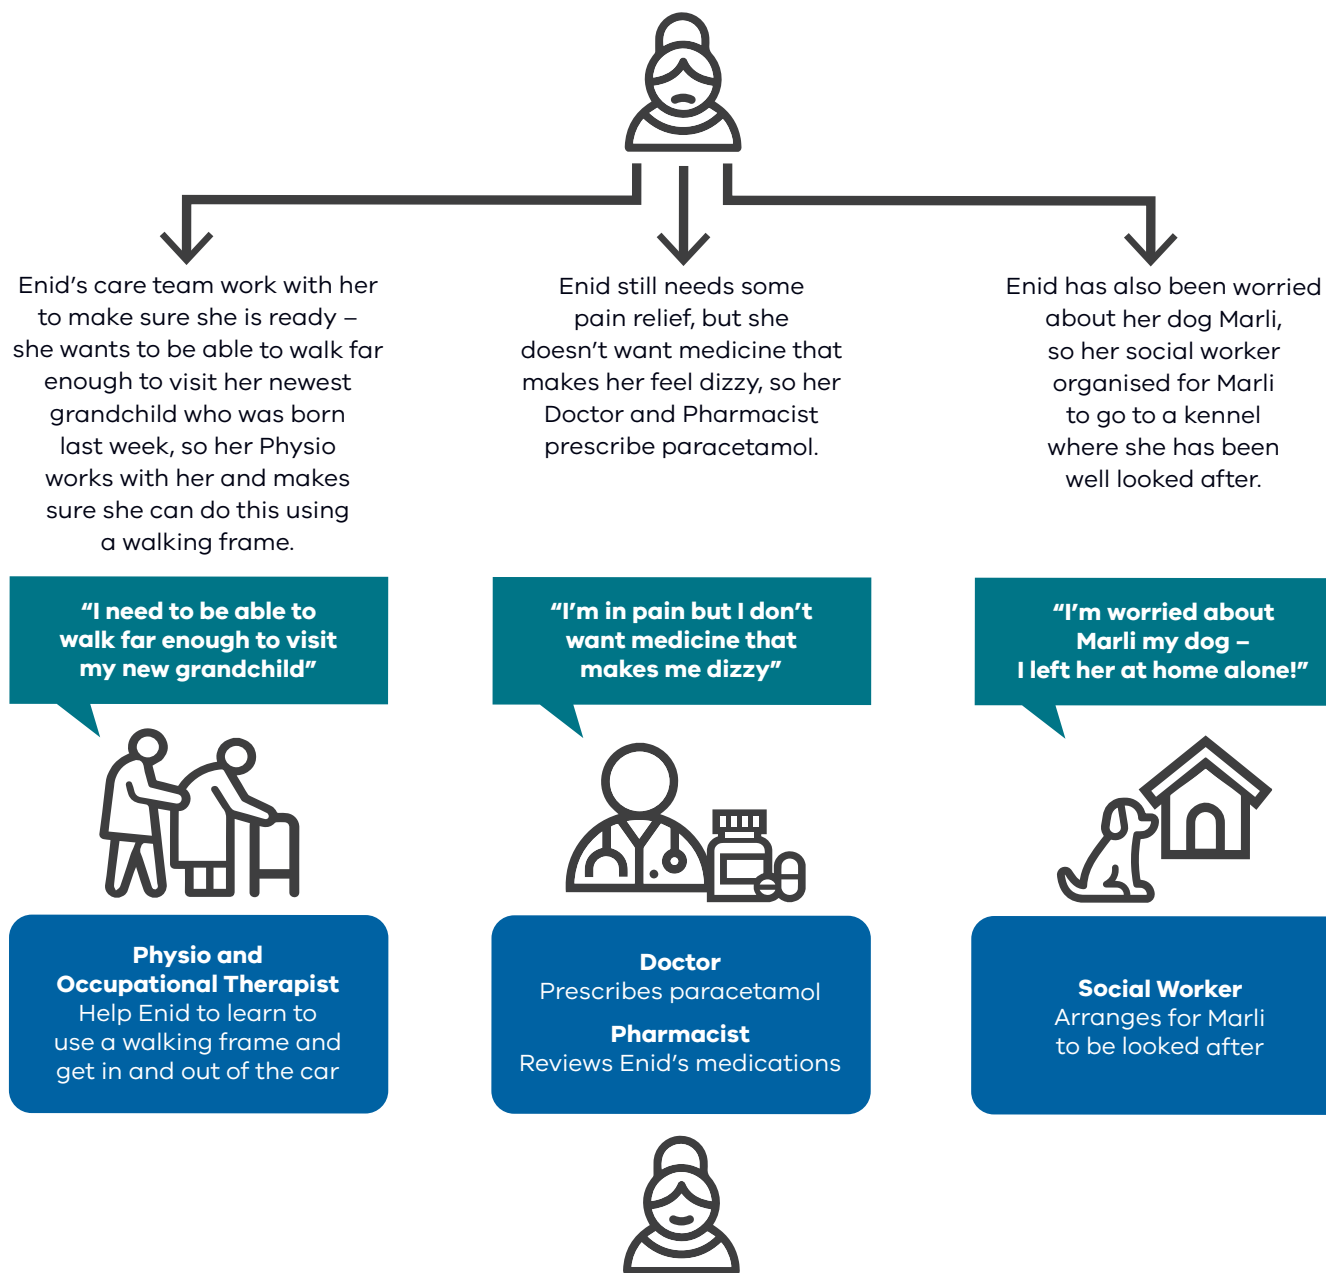 Enid’s care team work with her
to make sure she is ready –
she wants to be able to walk far
enough to visit her newest
grandchild who was born
last week, so her Physio
works with her and makes
sure she can do this using
a walking frame.
Enid still needs some
pain relief, but she
doesn’t want medicine that
makes her feel dizzy, so her
Doctor and Pharmacist
prescribe paracetamol.
Enid has also been worried
about her dog Marli,
so her social worker
organised for Marli
to go to a kennel
where she has been
well looked after.
“I need to be able to
walk far enough to visit
my new grandchild”
“I’m in pain but I don’t
want medicine that
makes me dizzy”
“I’m worried about
Marli my dog –
I left her at home alone!”
Physio and
Occupational Therapist
Help Enid to learn to
use a walking frame and
get in and out of the car
Doctor
Prescribes paracetamol
Pharmacist
Reviews Enid’s medications
Social Worker
Arranges for Marli
to be looked after